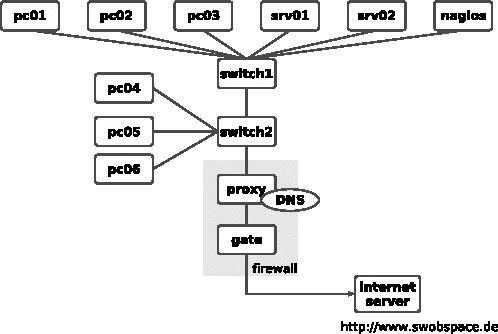 pc01 pc02 pc03 srv01 srv02 nagios
switch1
pc04
pc05
switch2
pc06
proxy
DNS
gate
firewall
internet
server
http://www.swobspace.de